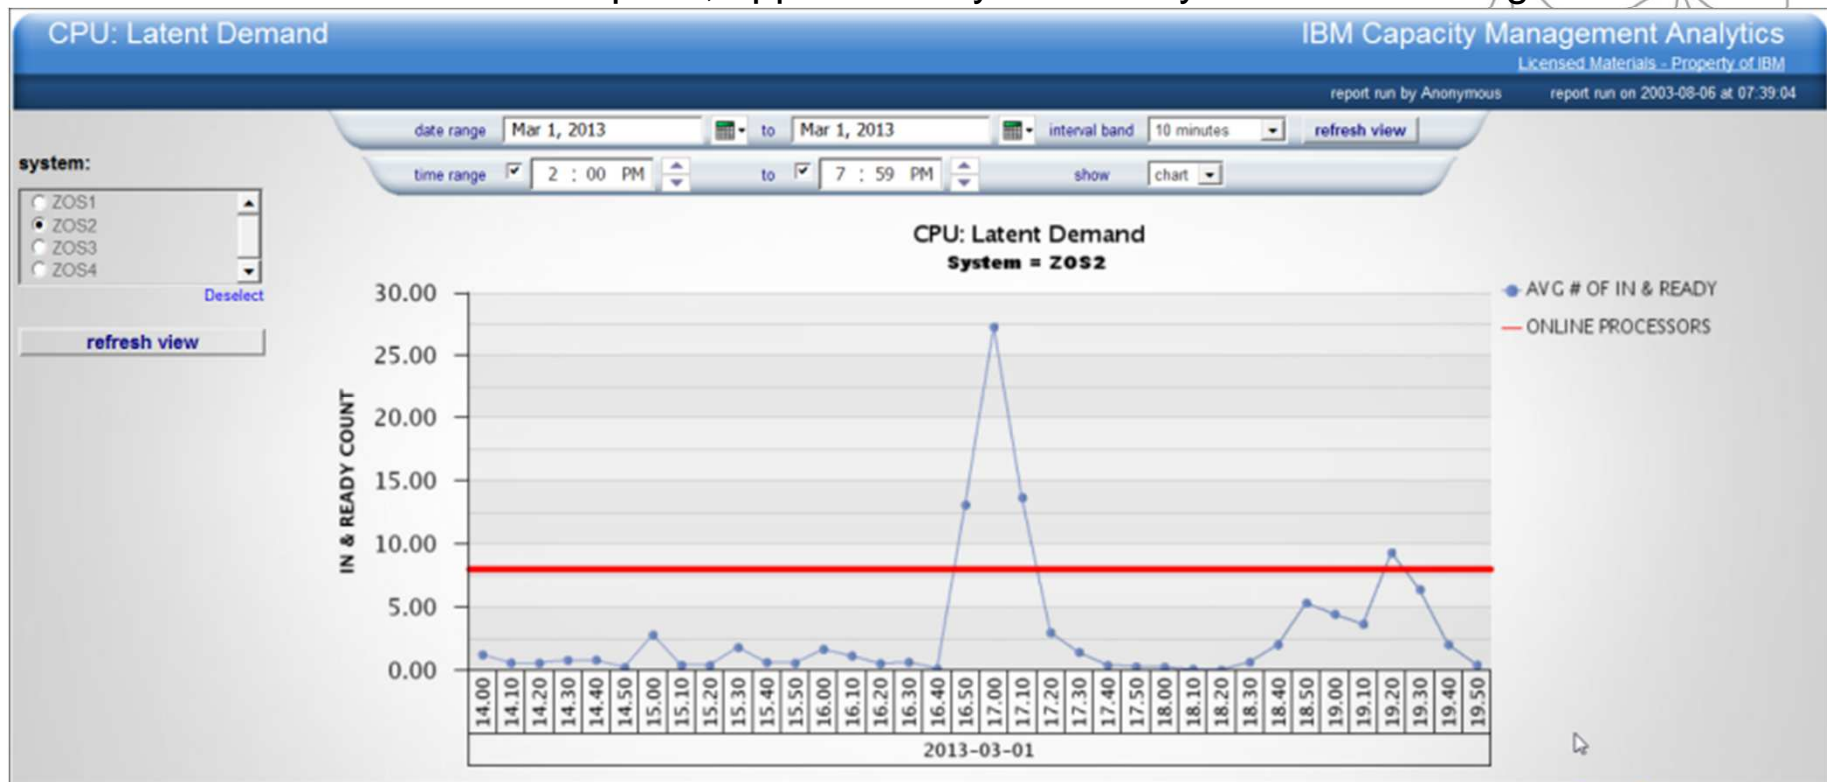 CPU: Latent Demand
IBM Capacity Management Analytics
Licensed Materials - Property of IBM
report run by Anonymous report run on 2003-08-06 at 07:39:04
date range Mar 1, 2013 to Mar 1, 2013 interval band 10 minutes refresh view
time range 2 : 00 PM to 7 : 59 PM show chart
system:
ZOS1
ZOS2
ZOS3
ZOS4
Deselect
refresh view
CPU: Latent Demand
System = ZOS2
AVG # OF IN & READY
ONLINE PROCESSORS
IN & READY COUNT
30.00
25.00
20.00
15.00
10.00
5.00
0.00
14.00 14.10 14.20 14.30 14.40 14.50 15.00 15.10 15.20 15.30 15.40 15.50 16.00 16.10 16.20 16.30 16.40 16.50 17.00 17.10 17.20 17.30 17.40 17.50 18.00 18.10 18.20 18.30 18.40 18.50 19.00 19.10 19.20 19.30 19.40 19.50
2013-03-01